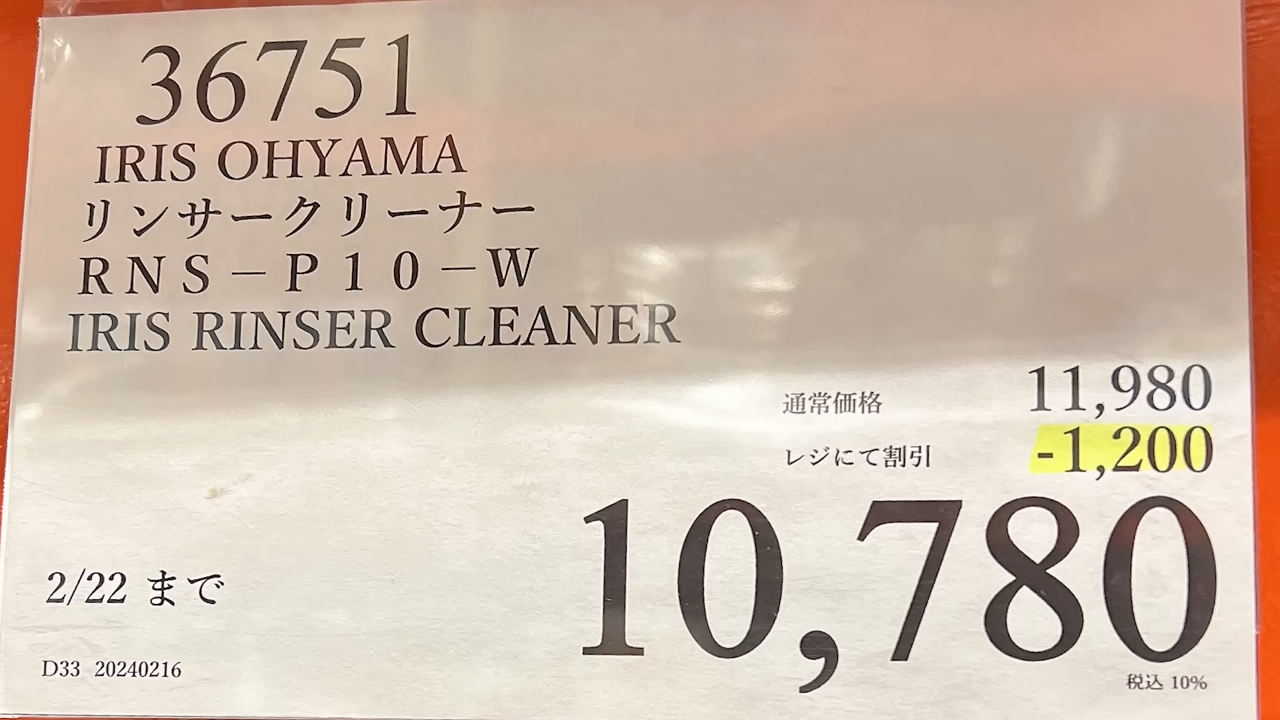 36751
IRIS OHYAMA
リンサークリーナー
ＲＮＳ－Ｐ１０－Ｗ
IRIS RINSER CLEANER
通常価格 11,980
レジにて割引 -1,200
10,780
2/22 まで
税込 10%
D33 20240216